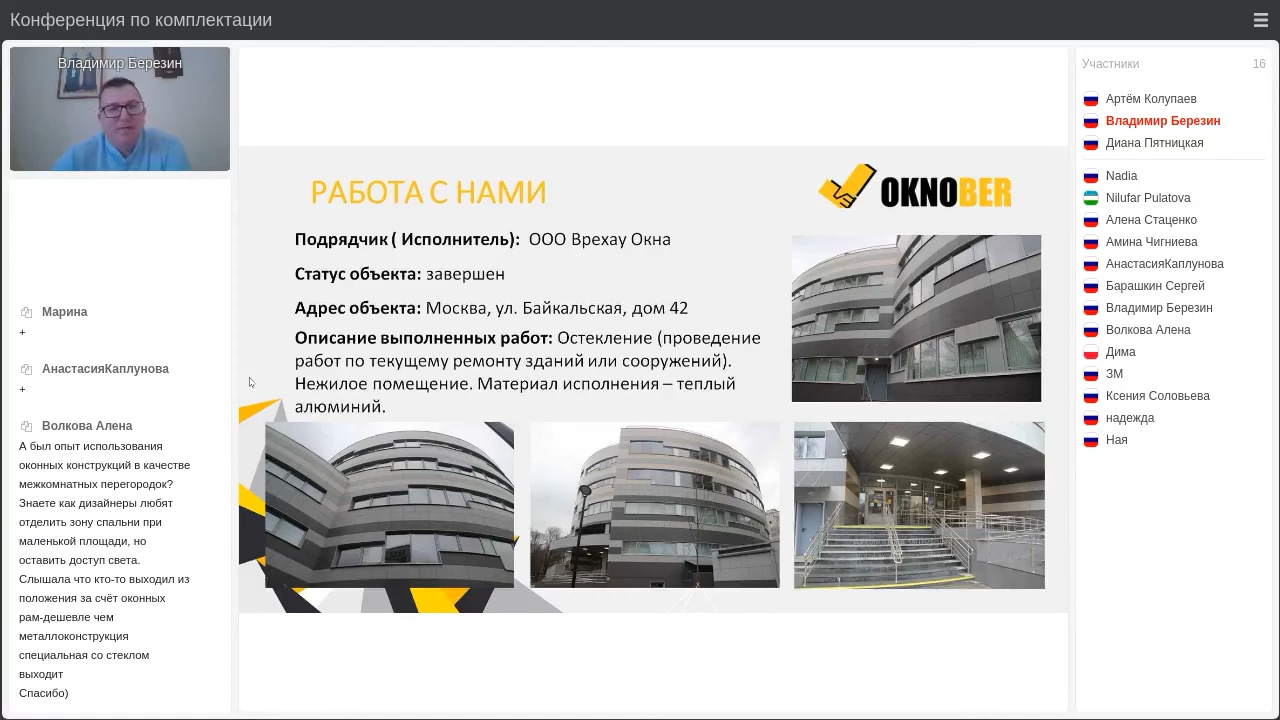 Конференция по комплектации
Владимир Березин
Марина
+
АнастасияКаплунова
+
Волкова Алена
А был опыт использования
оконных конструкций в качестве
межкомнатных перегородок?
Знаете как дизайнеры любят
отделить зону спальни при
маленькой площади, но
оставить доступ света.
Слышала что кто-то выходил из
положения за счёт оконных
рам-дешевле чем
металлоконструкция
специальная со стеклом
выходит
Спасибо)
РАБОТА С НАМИ
OKNOBER
Подрядчик ( Исполнитель): ООО Врехау Окна
Статус объекта: завершен
Адрес объекта: Москва, ул. Байкальская, дом 42
Описание выполненных работ: Остекление (проведение
работ по текущему ремонту зданий или сооружений).
Нежилое помещение. Материал исполнения – теплый
алюминий.
Участники 16
Артём Колупаев
Владимир Березин
Диана Пятницкая
Nadia
Nilufar Pulatova
Алена Стаценко
Амина Чигниева
АнастасияКаплунова
Барашкин Сергей
Владимир Березин
Волкова Алена
Дима
ЗМ
Ксения Соловьева
надежда
Ная